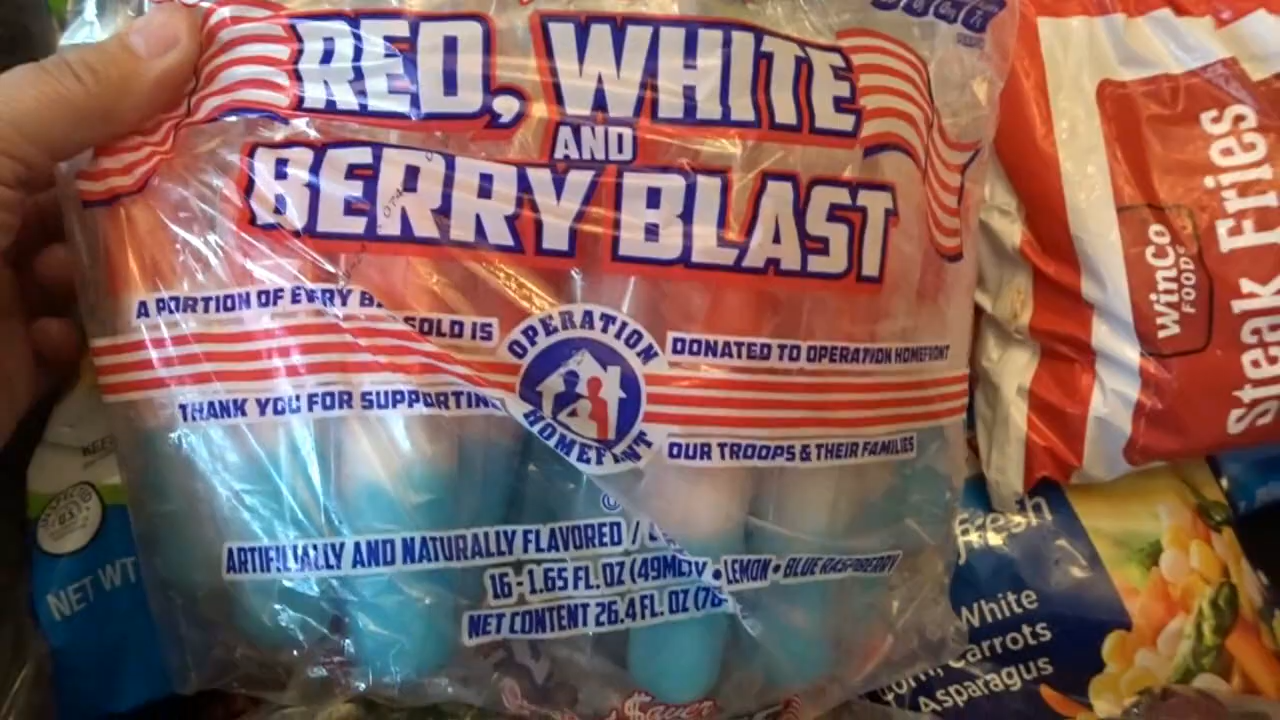 RED, WHITE
AND
BERRY BLAST
A PORTION OF EVERY
SOLD IS
DONATED TO OPERATION HOMEFRONT
OPERATION
THANK YOU FOR SUPPORTING
OUR TROOPS & THEIR FAMILIES
ARTIFICIALLY AND NATURALLY FLAVORED /
• LEMON • BLUE RASPBERRY
16 - 1.65 FL. OZ (49ML)
NET CONTENT 26.4 FL. OZ
$aver
WinCo
FOODS
Steak Fries
NET WT
fresh
White
Carrots
Asparagus